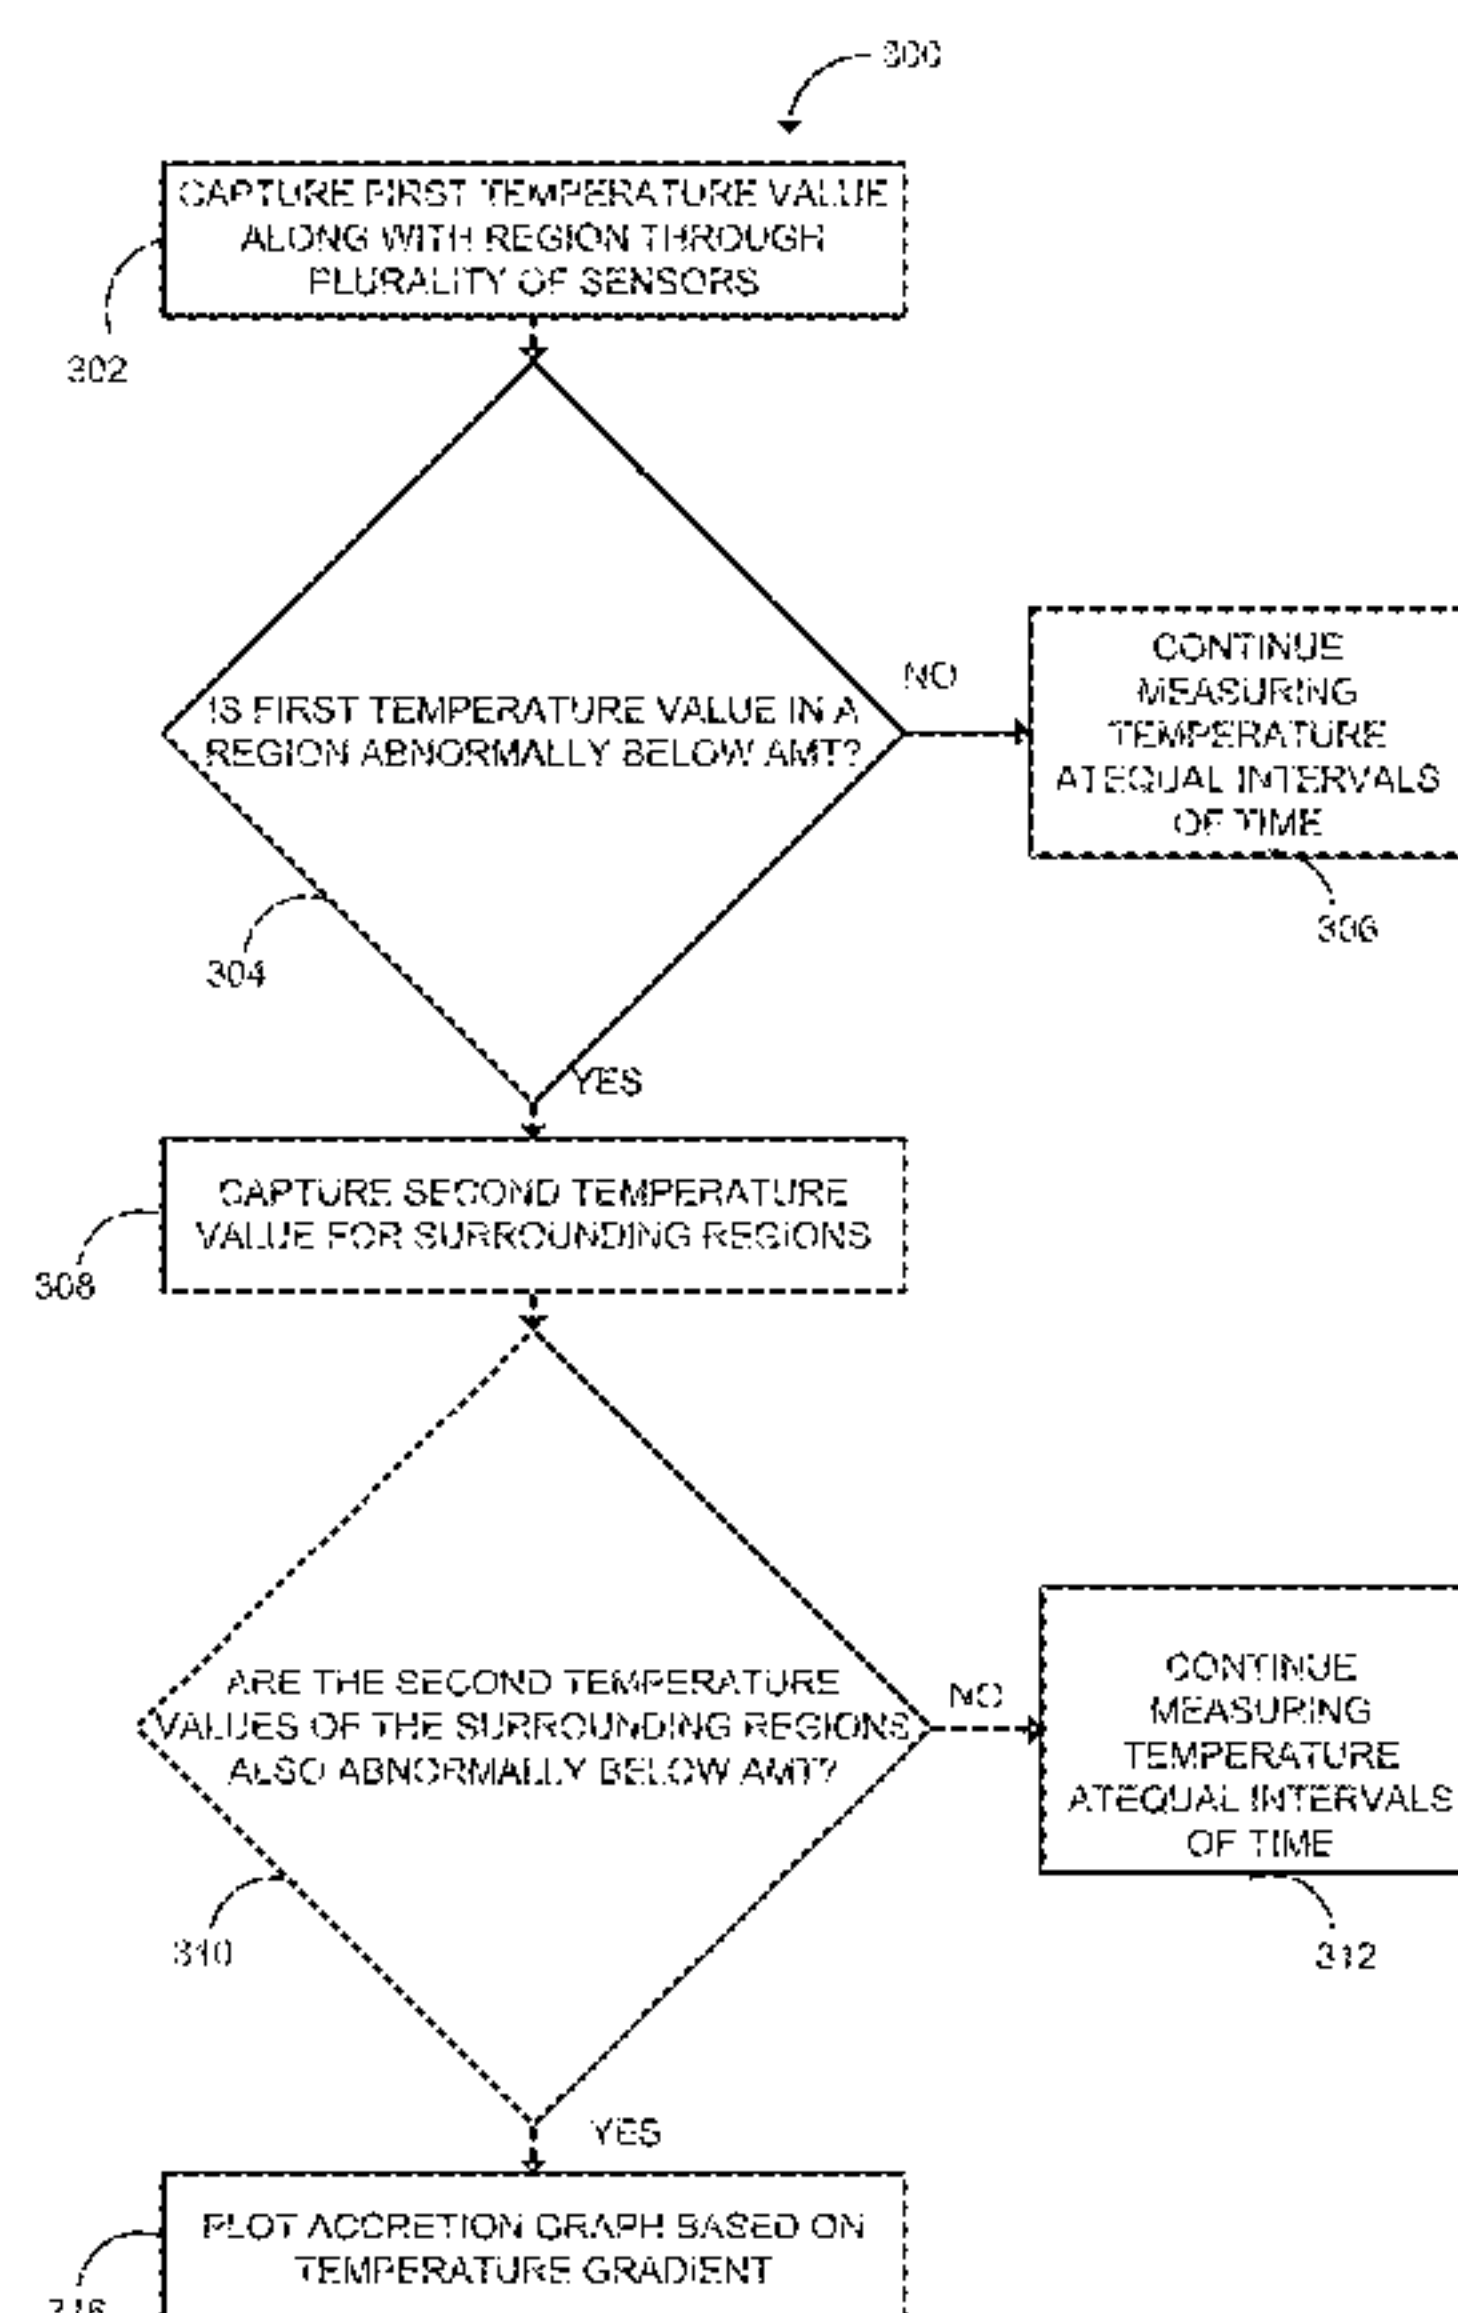 300
CAPTURE FIRST TEMPERATURE VALUE
ALONG WITH REGION THROUGH
PLURALITY OF SENSORS
302
IS FIRST TEMPERATURE VALUE IN A
REGION ABNORMALLY BELOW AMT?
NO
CONTINUE
MEASURING
TEMPERATURE
ATEQUAL INTERVALS
OF TIME
306
304
YES
CAPTURE SECOND TEMPERATURE
VALUE FOR SURROUNDING REGIONS
308
ARE THE SECOND TEMPERATURE
VALUES OF THE SURROUNDING REGIONS
ALSO ABNORMALLY BELOW AMT?
NO
CONTINUE
MEASURING
TEMPERATURE
ATEQUAL INTERVALS
OF TIME
310
312
YES
PLOT ACCRETION GRAPH BASED ON
TEMPERATURE GRADIENT